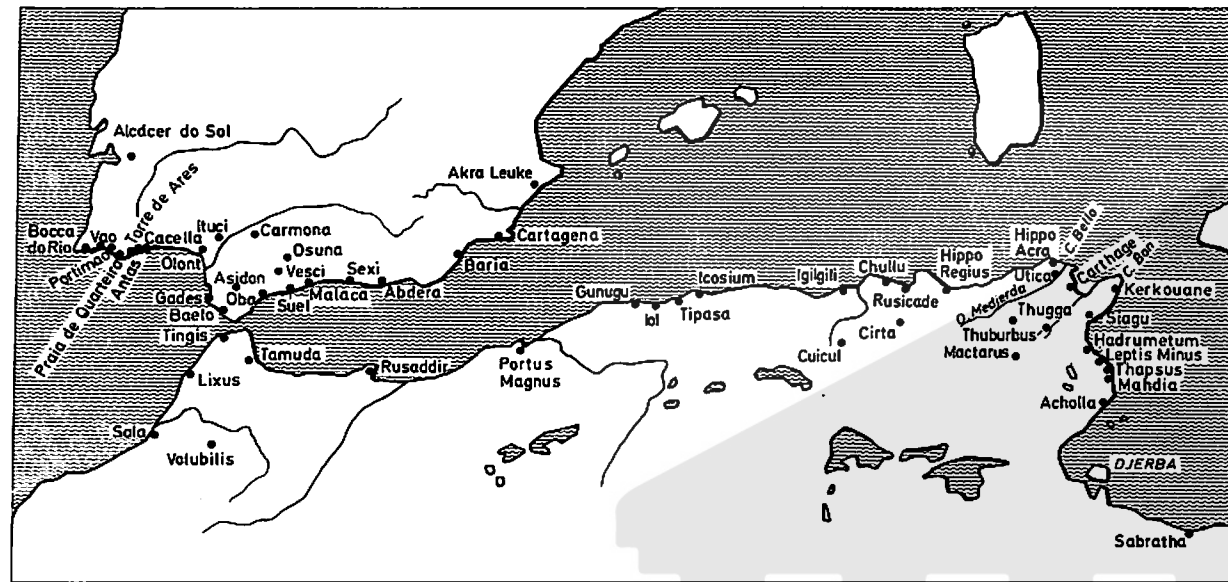 Alcácer do Sol
Akra Leuke
Torre de Ares
Bocca
do Rio
Vao
Portimao
Praia de Quarteira
Antas
Cacella
Olont
Ituci
Carmona
Osuna
Cartagena
Baria
Asidon
Vesci
Sexi
Gades
Oba
Suel
Malaca
Abdera
Baelo
Tingis
Tamuda
Rusaddir
Lixus
Sala
Volubilis
Portus
Magnus
Gunugu
Iol
Tipasa
Icosium
Igilgili
Chullu
Rusicade
Hippo
Regius
Cuicul
Cirta
Hippo
Acra
C. Bello
Utica
Carthage
C. Bon
Kerkouane
O. Medjerda
Thugga
Siagu
Thuburbus
Mactarus
Hadrumetum
Leptis Minus
Thapsus
Mahdia
Acholla
DJERBA
Sabratha